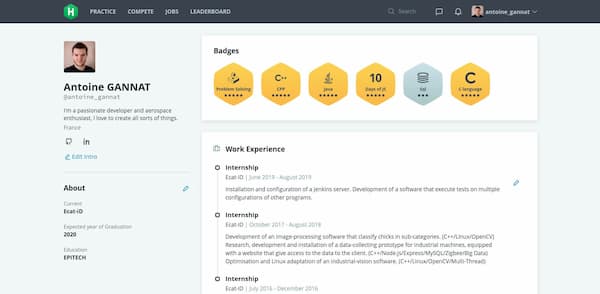 H PRACTICE COMPETE JOBS LEADERBOARD Search antoine_gannat
Antoine GANNAT
@antoine_gannat
I'm a passionate developer and aerospace
enthusiast, I love to create all sorts of things.
France
in
Edit Intro
About
Current
Ecat-iD
Expected year of Graduation
2020
Education
EPITECH
Badges
Problem Solving
C++
CPP
Java
10
Days of JS
Sql
C
C language
Work Experience
Internship
Ecat-iD | June 2019 - August 2019
Installation and configuration of a Jenkins server. Development of a software that execute tests on multiple
configurations of other programs.
Internship
Ecat-iD | October 2017 - August 2018
Development of an image-processing software that classify chicks in sub-categories. (C++/Linux/OpenCV)
Research, development and installation of a data-collecting prototype for industrial machines, equipped
with a website that give access to the data to the client. (C++/Node.js/Express/MySQL/Zigbee/Big Data)
Optimisation and Linux adaptation of an industrial-vision software. (C++/Linux/OpenCV/Multi-Thread)
Internship
Ecat-iD | July 2016 - December 2016